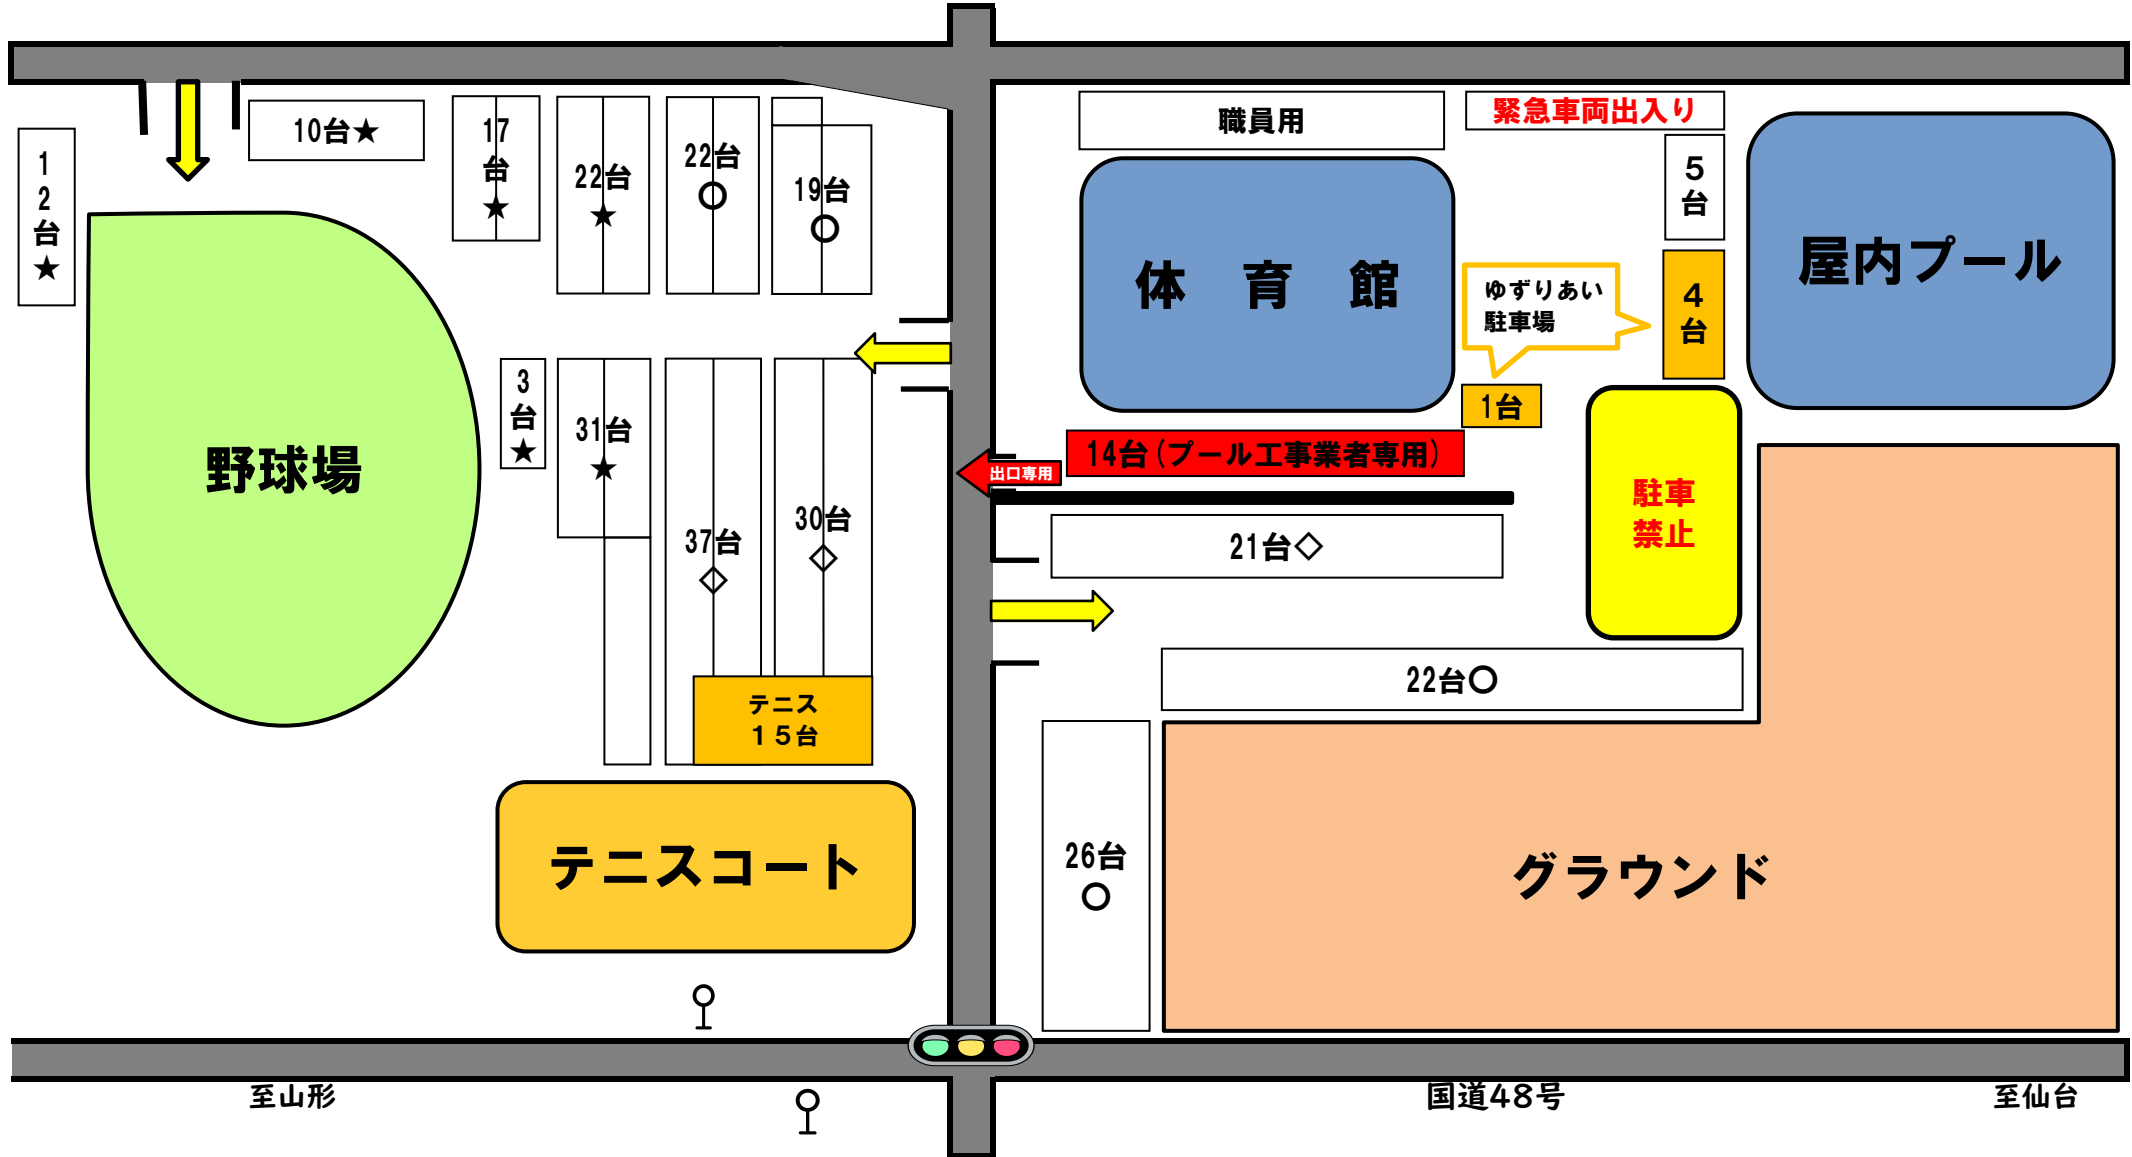 10台★
1
2
台
★
17
台
★
22台
★
22台
○
19台
○
職員用
緊急車両出入り
5
台
体 育 館
屋内プール
ゆずりあい
駐車場
4
台
1台
3
台
★
31台
★
野球場
14台(プール工事業者専用)
出口専用
駐車
禁止
37台
◇
30台
◇
21台◇
テニス
15台
22台○
テニスコート
26台
○
グラウンド
至山形
国道48号
至仙台